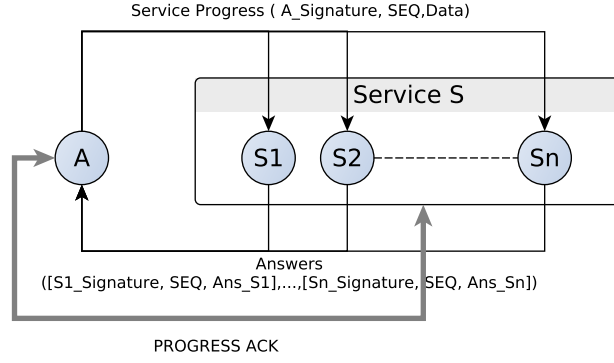 Service Progress ( A_Signature, SEQ,Data)
Service S
A
S1
S2
Sn
Answers
([S1_Signature, SEQ, Ans_S1],...,[Sn_Signature, SEQ, Ans_Sn])
PROGRESS ACK